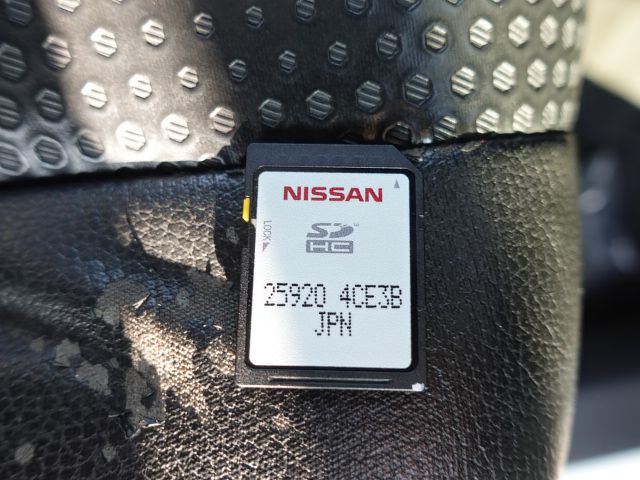 NISSAN
LOCK
SD
HC
25920 4CE3B
JPN